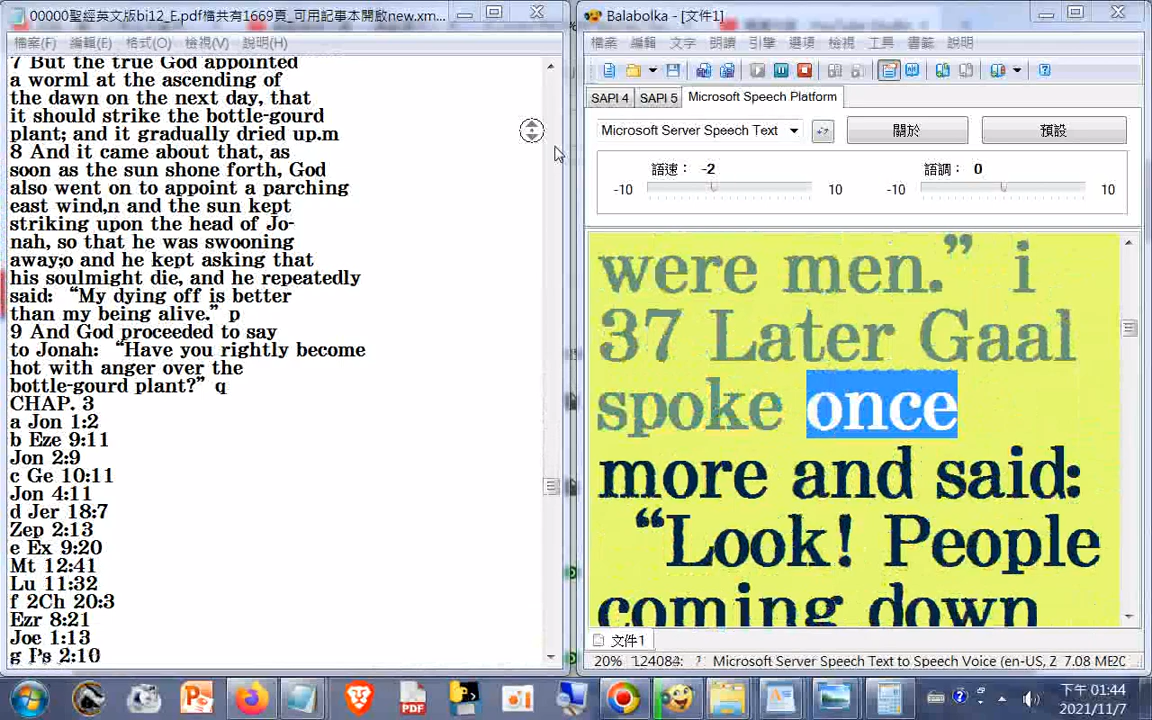 00000聖經英文版bi12_E.pdf檔共有1669頁_可用記事本開啟new.xm...
檔案(F) 編輯(E) 格式(O) 檢視(V) 說明(H)
7 But the true God appointed
a worml at the ascending of
the dawn on the next day, that
it should strike the bottle-gourd
plant; and it gradually dried up.m
8 And it came about that, as
soon as the sun shone forth, God
also went on to appoint a parching
east wind,n and the sun kept
striking upon the head of Jo-
nah, so that he was swooning
away;o and he kept asking that
his soulmight die, and he repeatedly
said: “My dying off is better
than my being alive.” p
9 And God proceeded to say
to Jonah: “Have you rightly become
hot with anger over the
bottle-gourd plant?” q
CHAP. 3
a Jon 1:2
b Eze 9:11
Jon 2:9
c Ge 10:11
Jon 4:11
d Jer 18:7
Zep 2:13
e Ex 9:20
Mt 12:41
Lu 11:32
f 2Ch 20:3
Ezr 8:21
Joe 1:13
g Ps 2:10
Balabolka - [文件1]
檔案 編輯 文字 朗讀 引擎 選項 檢視 工具 書籤 說明
SAPI 4 SAPI 5 Microsoft Speech Platform
Microsoft Server Speech Text 關於 預設
語速： -2 語調： 0
-10 10 -10 10
were men.” i
37 Later Gaal
spoke once
more and said:
“Look! People
coming down
文件1
20% Microsoft Server Speech Text to Speech Voice (en-US, Z 7.08 ME
下午 01:44
2021/11/7